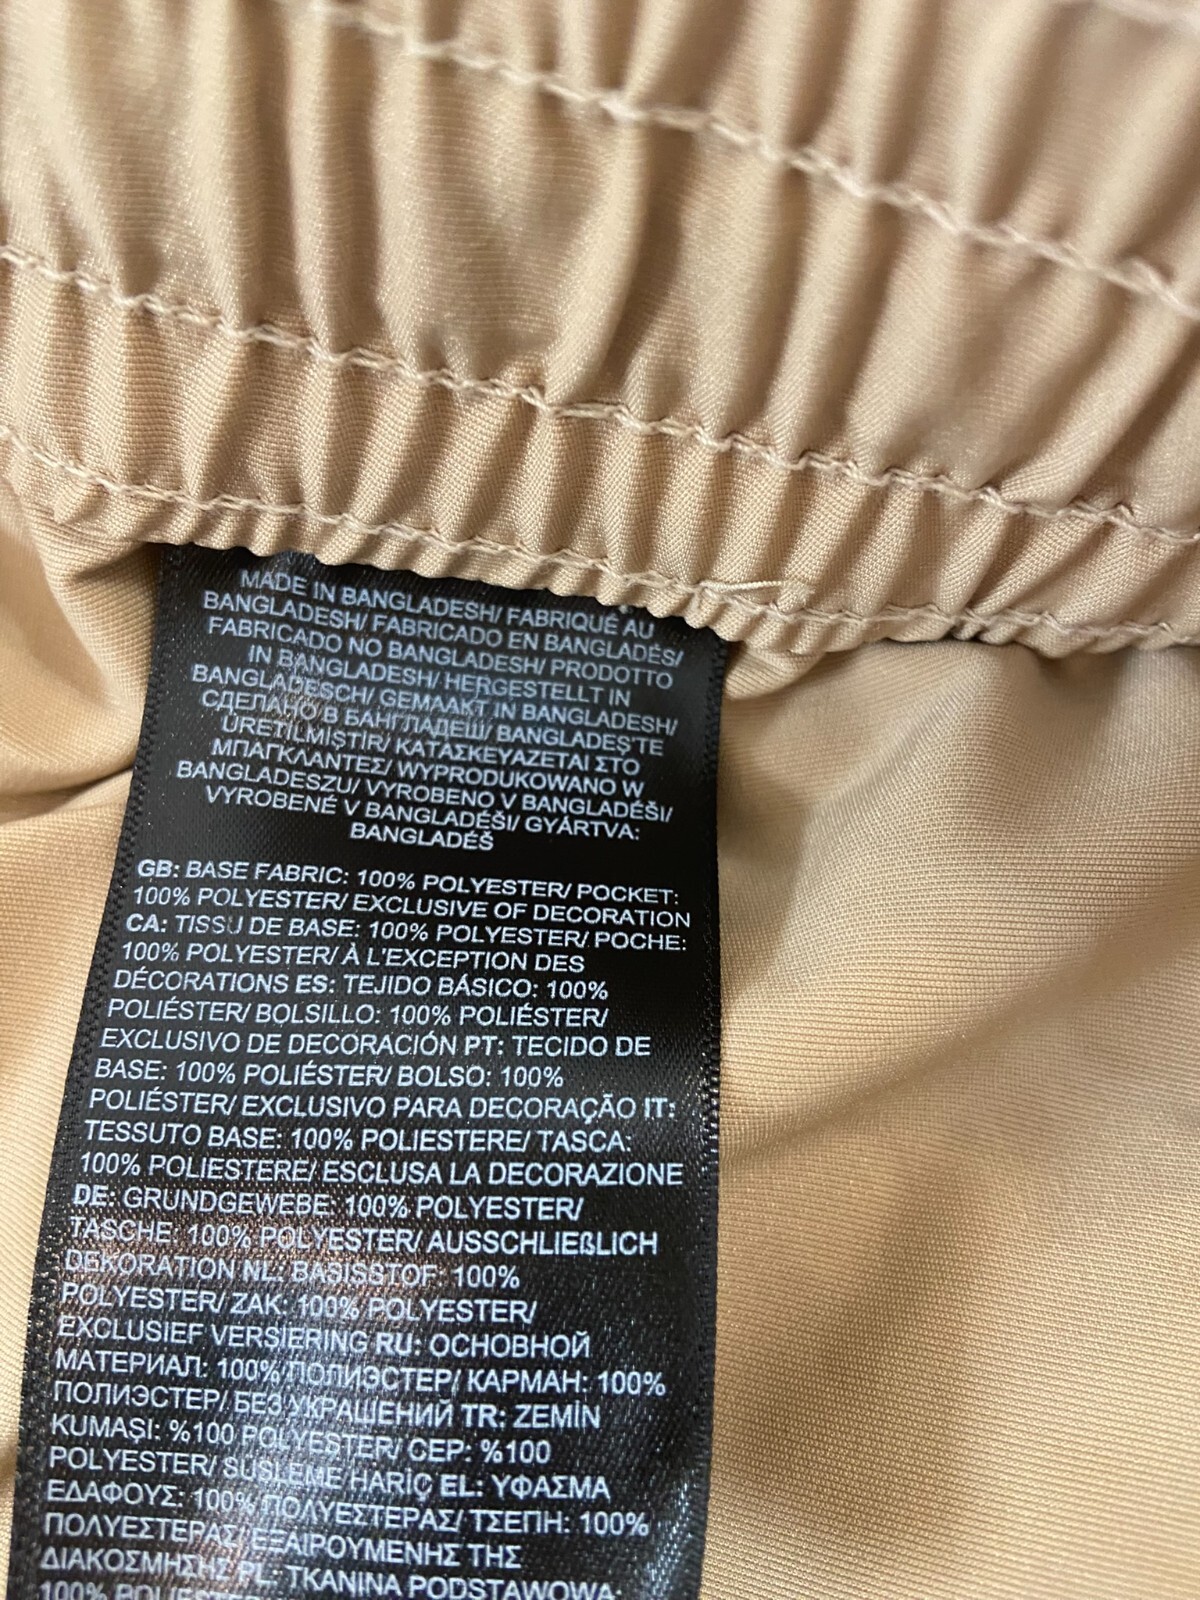 MADE IN BANGLADESH/ FABRIQUÉ AU
BANGLADESH/ FABRICADO EN BANGLADÉS/
FABRICADO NO BANGLADESH/ PRODOTTO
IN BANGLADESH/ HERGESTELLT IN
BANGLADESCH/ GEMAAKT IN BANGLADESH/
СДЕЛАНО В БАНГЛАДЕШ/ BANGLADEŞ'TE
ÜRETİLMİŞTİR/ ΚΑΤΑΣΚΕΥΑΖΕΤΑΙ ΣΤΟ
ΜΠΑΓΚΛΑΝΤΕΣ/ WYPRODUKOWANO W
BANGLADESZU/ VYROBENO V BANGLADÉŠI/
VYROBENÉ V BANGLADÉŠI/ GYÁRTVA:
BANGLADÉŠ
GB: BASE FABRIC: 100% POLYESTER/ POCKET:
100% POLYESTER/ EXCLUSIVE OF DECORATION
CA: TISSU DE BASE: 100% POLYESTER/ POCHE:
100% POLYESTER/ À L'EXCEPTION DES
DÉCORATIONS ES: TEJIDO BÁSICO: 100%
POLIÉSTER/ BOLSILLO: 100% POLIÉSTER/
EXCLUSIVO DE DECORACIÓN PT: TECIDO DE
BASE: 100% POLIÉSTER/ BOLSO: 100%
POLIÉSTER/ EXCLUSIVO PARA DECORAÇÃO IT:
TESSUTO BASE: 100% POLIESTERE/ TASCA:
100% POLIESTERE/ ESCLUSA LA DECORAZIONE
DE: GRUNDGEWEBE: 100% POLYESTER/
TASCHE: 100% POLYESTER/ AUSSCHLIEßLICH
DEKORATION NL: BASISSTOF: 100%
POLYESTER/ ZAK: 100% POLYESTER/
EXCLUSIEF VERSIERING RU: ОСНОВНОЙ
МАТЕРИАЛ: 100% ПОЛИЭСТЕР/ КАРМАН: 100%
ПОЛИЭСТЕР/ БЕЗ УКРАШЕНИЙ TR: ZEMİN
KUMAŞI: %100 POLYESTER/ CEP: %100
POLYESTER/ SÜSLEME HARİÇ EL: ΥΦΑΣΜΑ
ΕΔΑΦΟΥΣ: 100% ΠΟΛΥΕΣΤΕΡΑΣ/ ΤΣΕΠΗ: 100%
ΠΟΛΥΕΣΤΕΡΑΣ/ ΕΞΑΙΡΟΥΜΕΝΗΣ ΤΗΣ
ΔΙΑΚΟΣΜΗΣΗΣ PL: TKANINA PODSTAWOWA:
100%